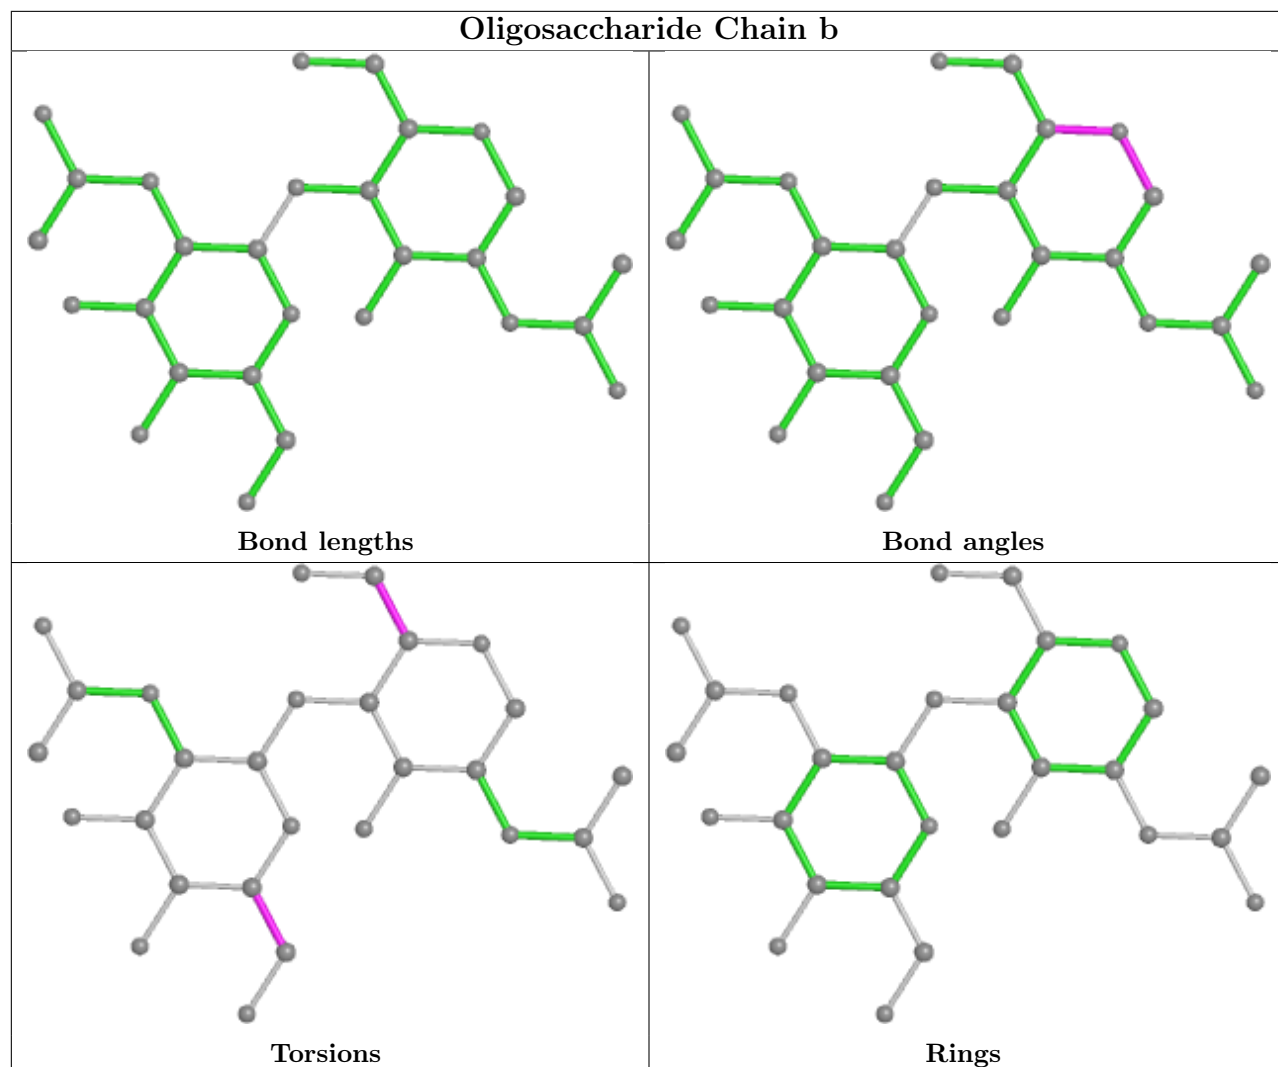 Oligosaccharide Chain b
Bond lengths
Bond angles
Torsions
Rings